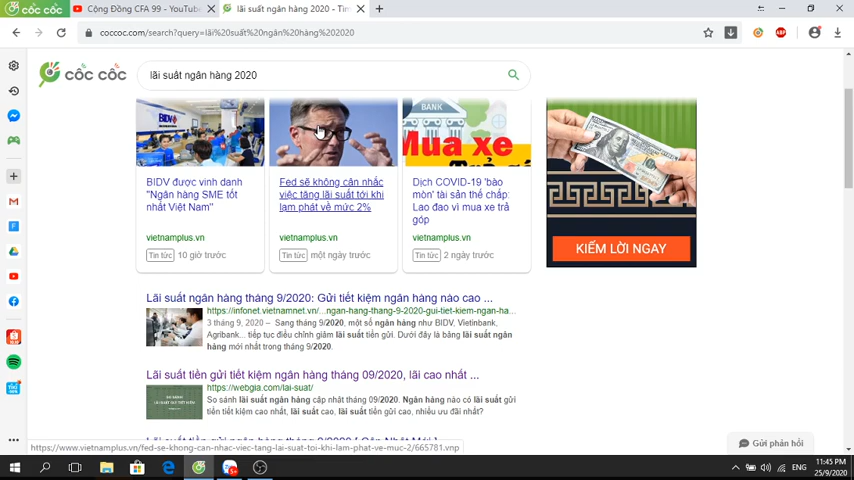 cốc cốc
Cộng Đồng CFA 99 - YouTube
lãi suất ngân hàng 2020 - Tìm
coccoc.com/search?query=lãi%20suất%20ngân%20hàng%202020
ABP
cốc cốc
lãi suất ngân hàng 2020
BIDV
BANK
Mua xe
BIDV được vinh danh
"Ngân hàng SME tốt
nhất Việt Nam"
vietnamplus.vn
Tin tức 10 giờ trước
Fed sẽ không cân nhắc
việc tăng lãi suất tới khi
lạm phát về mức 2%
vietnamplus.vn
Tin tức một ngày trước
Dịch COVID-19 'bào
mòn' tài sản thế chấp:
Lao đao vì mua xe trả
góp
vietnamplus.vn
Tin tức 2 ngày trước
KIẾM LỜI NGAY
Lãi suất ngân hàng tháng 9/2020: Gửi tiết kiệm ngân hàng nào cao ...
https://infonet.vietnamnet.vn/...ngan-hang-thang-9-2020-gui-tiet-kiem-ngan-ha...
3 tháng 9, 2020 – Sang tháng 9/2020, một số ngân hàng như BIDV, Vietinbank,
Agribank... tiếp tục điều chỉnh giảm lãi suất tiền gửi. Dưới đây là bảng lãi suất ngân
hàng mới nhất trong tháng 9/2020.
Lãi suất tiền gửi tiết kiệm ngân hàng tháng 09/2020, lãi cao nhất ...
https://webgia.com/lai-suat/
So sánh lãi suất ngân hàng cập nhật tháng 09/2020. Ngân hàng nào có lãi suất gửi
tiết kiệm cao nhất, lãi suất cao, lãi suất tiền gửi cao, nhiều ưu đãi nhất?
Gửi phản hồi
https://www.vietnamplus.vn/fed-se-khong-can-nhac-viec-tang-lai-suat-toi-khi-lam-phat-ve-muc-2/665781.vnp
5+
ENG
11:45 PM
25/9/2020